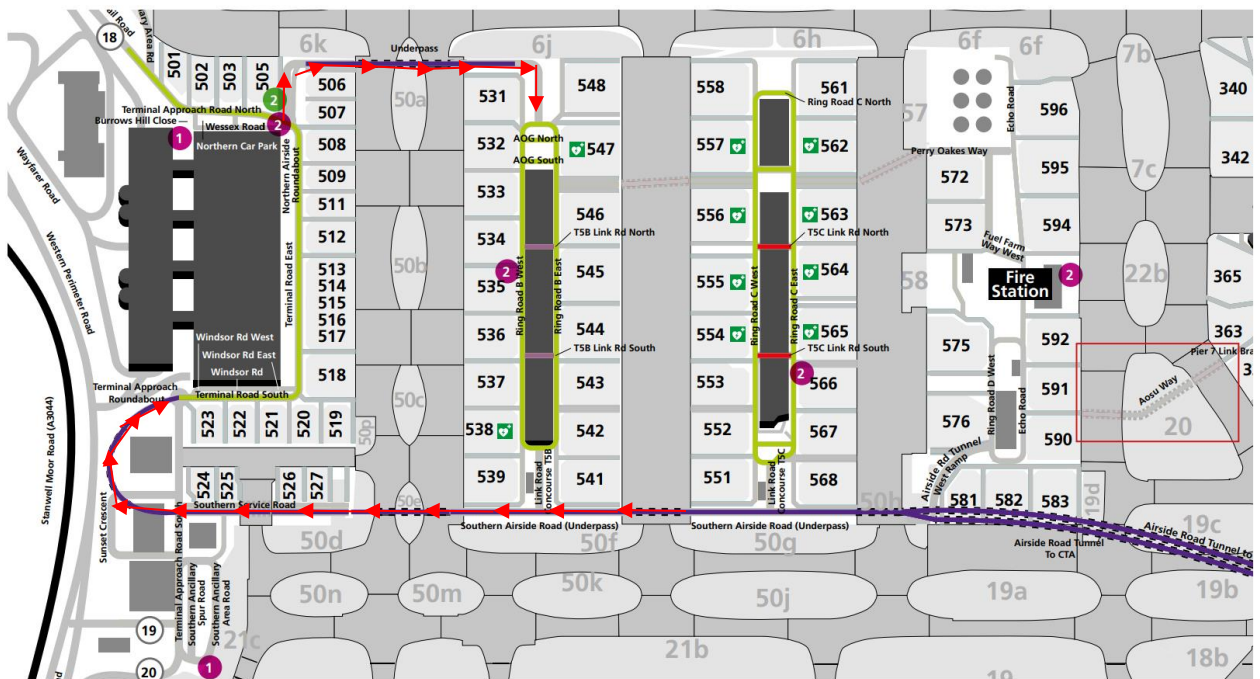 6k
Underpass
6j
6h
6f
6f
7b
18
501
502
503
505
506
507
508
509
511
512
513
514
515
516
517
518
2
Terminal Approach Road North
Burrows Hill Close
1
Wessex Road
2
Northern Car Park
Northern Airside
Roundabout
Terminal Road East
Wayfarer Road
Western Perimeter Road
Stanwell Moor Road (A3044)
Windsor Rd West
Windsor Rd East
Windsor Rd
Terminal Approach
Roundabout
Terminal Road South
523
522
521
520
519
50p
524
525
526
527
Southern Service Road
Sunset Crescent
Terminal Approach Road South
Southern Ancillary
Spur Road
Southern Ancillary
Area Road
19
20
1
21c
50a
50b
50c
50e
50d
50n
50m
531
532
533
534
535
536
537
538
539
2
AOG North
AOG South
Ring Road B West
Ring Road B East
T5B Link Rd North
T5B Link Rd South
Link Road
Concourse T5B
548
547
546
545
544
543
542
541
Southern Airside Road (Underpass)
50f
50k
21b
558
557
556
555
554
553
552
551
Ring Road C North
Ring Road C West
Ring Road C East
T5C Link Rd North
T5C Link Rd South
2
Link Road
Concourse T5C
561
562
563
564
565
566
567
568
Southern Airside Road (Underpass)
50g
50h
50j
57
58
Echo Road
Perry Oakes Way
572
573
596
595
594
Fuel Farm
Way West
Fire
Station
2
575
576
592
591
590
Ring Road D West
Echo Road
Airside Rd Tunnel
West Ramp
581
582
583
19d
Airside Road Tunnel
To CTA
Airside Road Tunnel to
19a
19b
19c
18b
19
7c
22b
340
342
365
363
Pier 7 Link Bra
3
Aosu Way
20